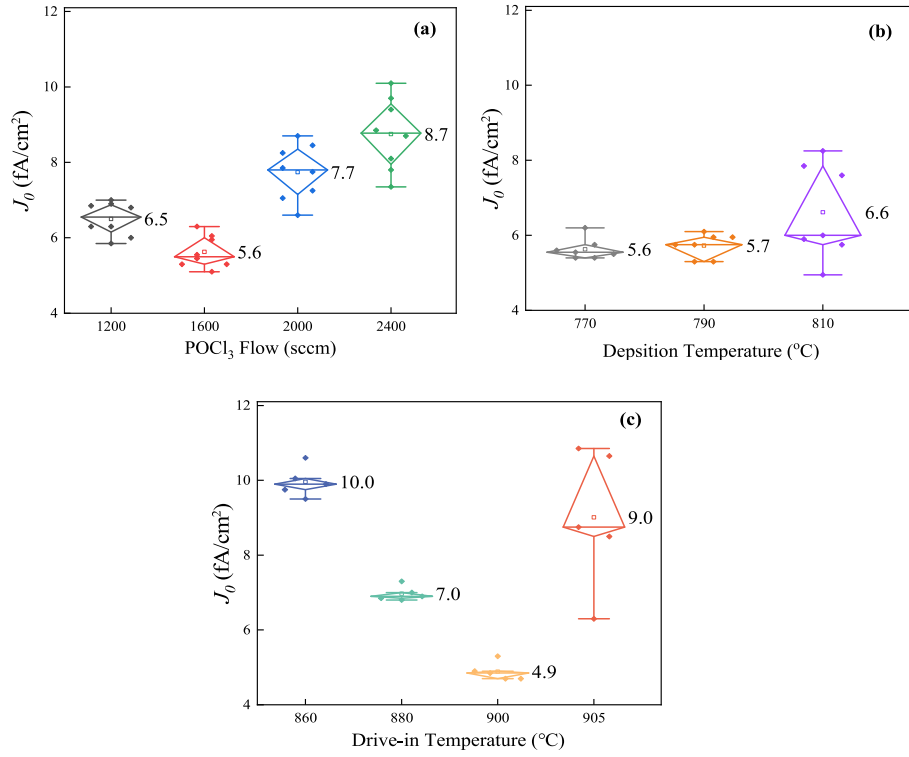 (a)
12
10
8
6
4
J0 (fA/cm2)
6.5
5.6
7.7
8.7
1200 1600 2000 2400
POCl3 Flow (sccm)
(b)
12
10
8
6
4
J0 (fA/cm2)
5.6
5.7
6.6
770 790 810
Depsition Temperature (oC)
(c)
12
10
8
6
4
J0 (fA/cm2)
10.0
7.0
4.9
9.0
860 880 900 905
Drive-in Temperature (°C)